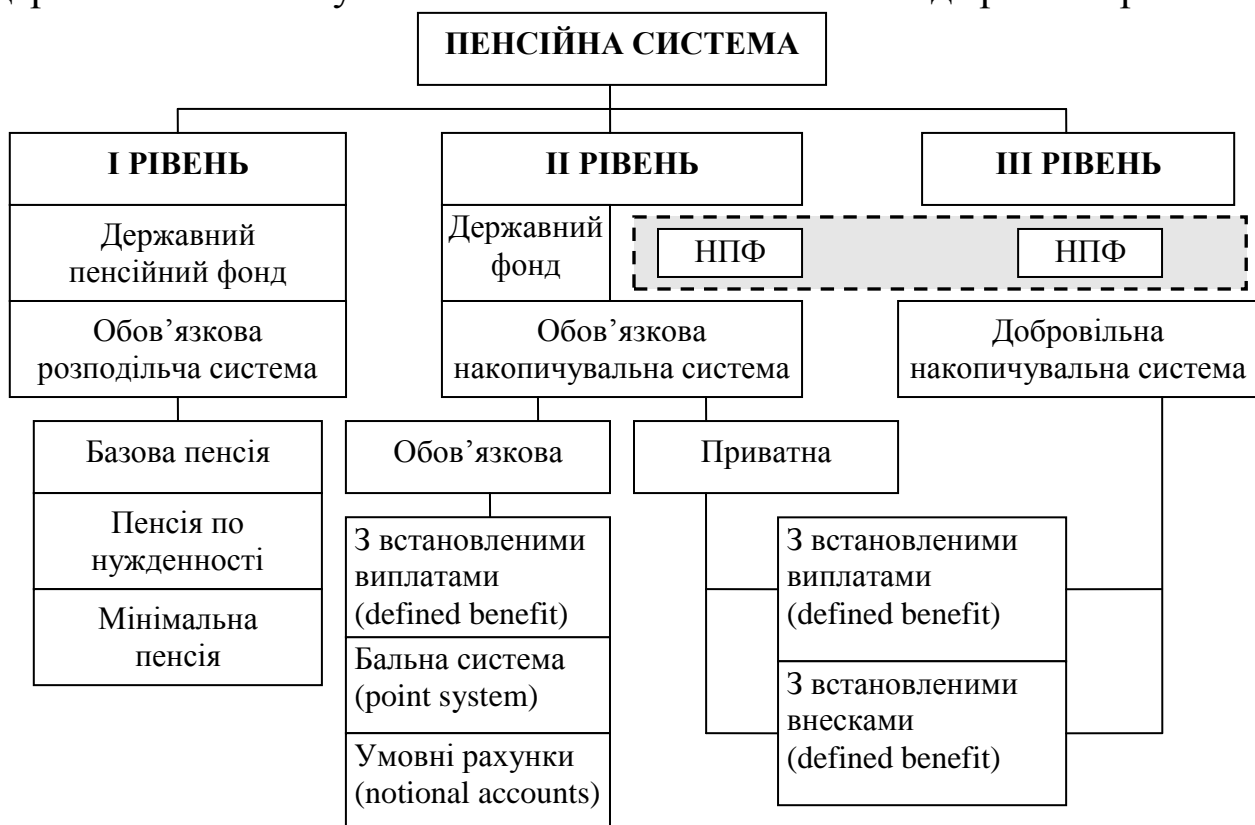 ПЕНСІЙНА СИСТЕМА
І РІВЕНЬ
ІІ РІВЕНЬ
ІІІ РІВЕНЬ
Державний
пенсійний фонд
Державний
фонд
НПФ
НПФ
Обов’язкова
розподільча система
Обов’язкова
накопичувальна система
Добровільна
накопичувальна система
Базова пенсія
Пенсія по
нужденності
Мінімальна
пенсія
Обов’язкова
Приватна
З встановленими
виплатами
(defined benefit)
Бальна система
(point system)
Умовні рахунки
(notional accounts)
З встановленими
виплатами
(defined benefit)
З встановленими
внесками
(defined benefit)